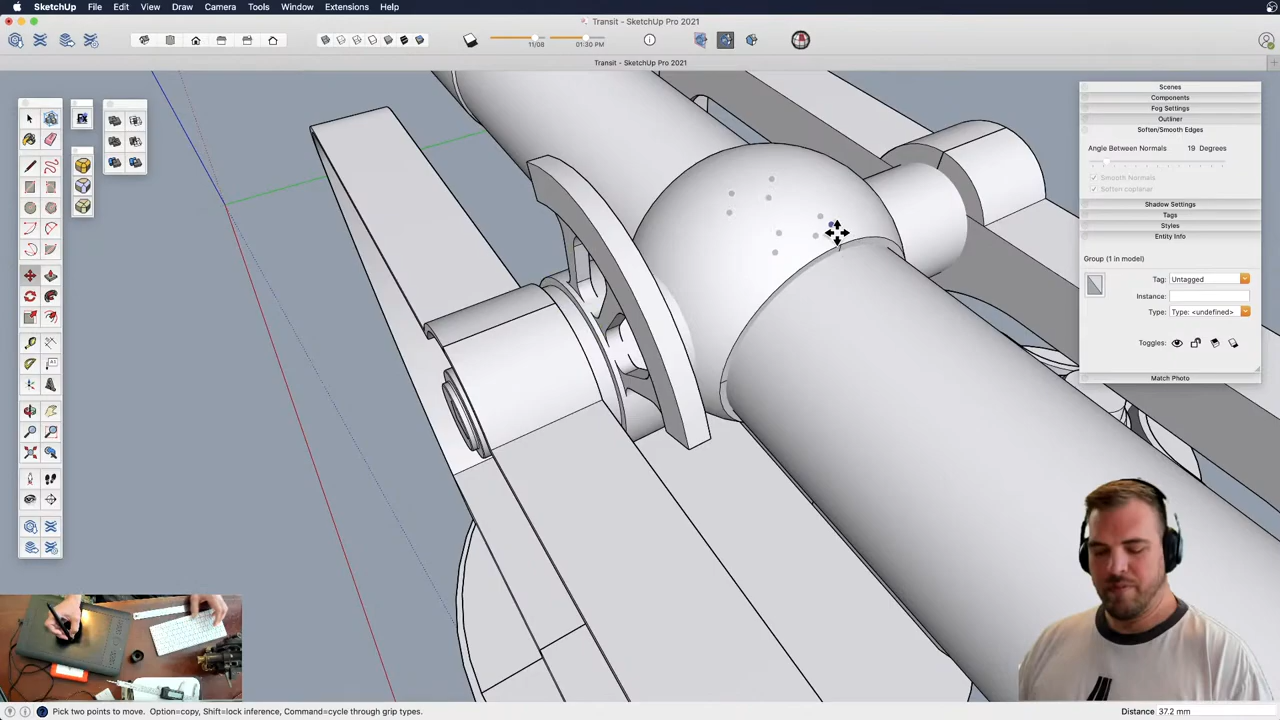 SketchUp File Edit View Draw Camera Tools Window Extensions Help
Transit - SketchUp Pro 2021
11/08 01:30 PM
Transit - SketchUp Pro 2021
Scenes
Components
Fog Settings
Outliner
Soften/Smooth Edges
Angle Between Normals 19 Degrees
Smooth Normals
Soften coplanar
Shadow Settings
Tags
Styles
Entity Info
Group (1 in model)
Tag: Untagged
Instance:
Type: Type: <undefined>
Toggles:
Match Photo
Pick two points to move. Option=copy, Shift=lock inference, Command=cycle through grip types.
Distance 37.2 mm